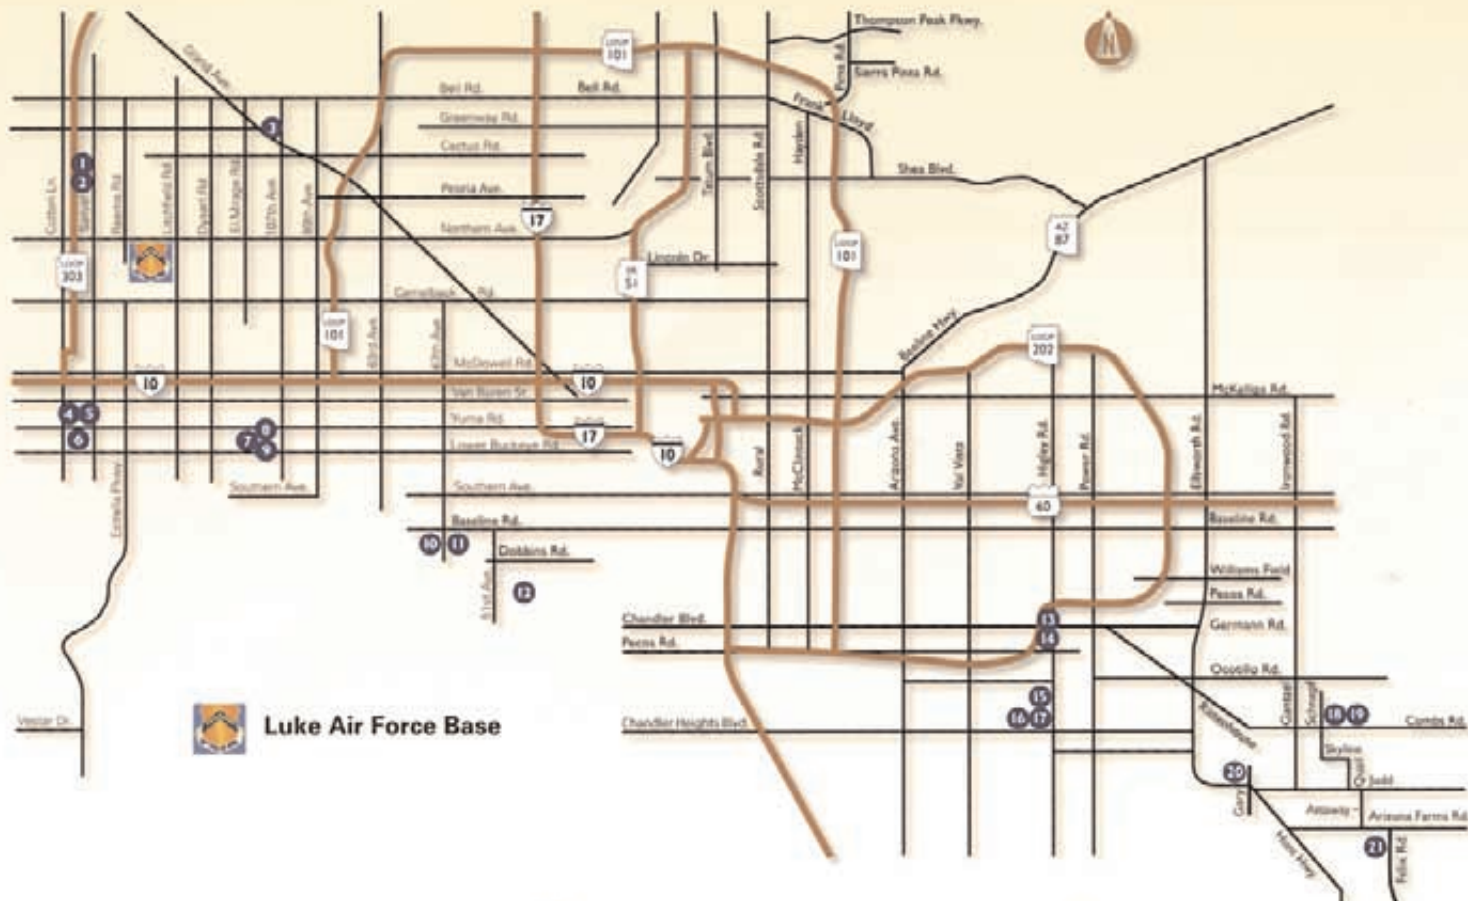 Thompson Peak Pkwy.
N
Grand Ave.
LOOP 101
Pima Rd.
Sierra Pinta Rd.
Bell Rd.
Bell Rd.
Frank Lloyd
Greenway Rd.
3
Cactus Rd.
Hayden
1
2
Cotton Ln.
Sarival
Reems Rd
Litchfield Rd
Dysart Rd
El Mirage Rd.
107th Ave
99th Ave
Peoria Ave.
Tatum Blvd.
Scottsdale Rd
Shea Blvd.
17
Northern Ave.
AZ 87
LOOP 101
LOOP 303
Lincoln Dr.
SR 51
Camelback Rd.
LOOP 101
83rd Ave
67th Ave
Beeline Hwy.
LOOP 202
McDowell Rd.
10
10
Van Buren St.
McKellips Rd.
4
5
6
Yuma Rd.
7
8
9
17
Lower Buckeye Rd.
10
Rural
McClintock
Arizona Ave.
Val Vista
Higley Rd.
Power Rd.
Ellsworth Rd.
Ironwood Rd.
Estrella Pkwy
Southern Ave.
Southern Ave.
60
Baseline Rd.
Baseline Rd.
10
11
Dobbins Rd.
51st Ave.
12
Williams Field
Pecos Rd.
Chandler Blvd.
13
Germann Rd.
Pecos Rd.
14
Ocotillo Rd.
15
16
17
Rittenhouse
Gantzel
Schnepf
18
19
Combs Rd.
Vestar Dr.
Luke Air Force Base
Chandler Heights Blvd.
Skyline
Quail
20
Judd
Gary
Attaway
Arizona Farms Rd
Hunt Hwy
21
Felix Rd